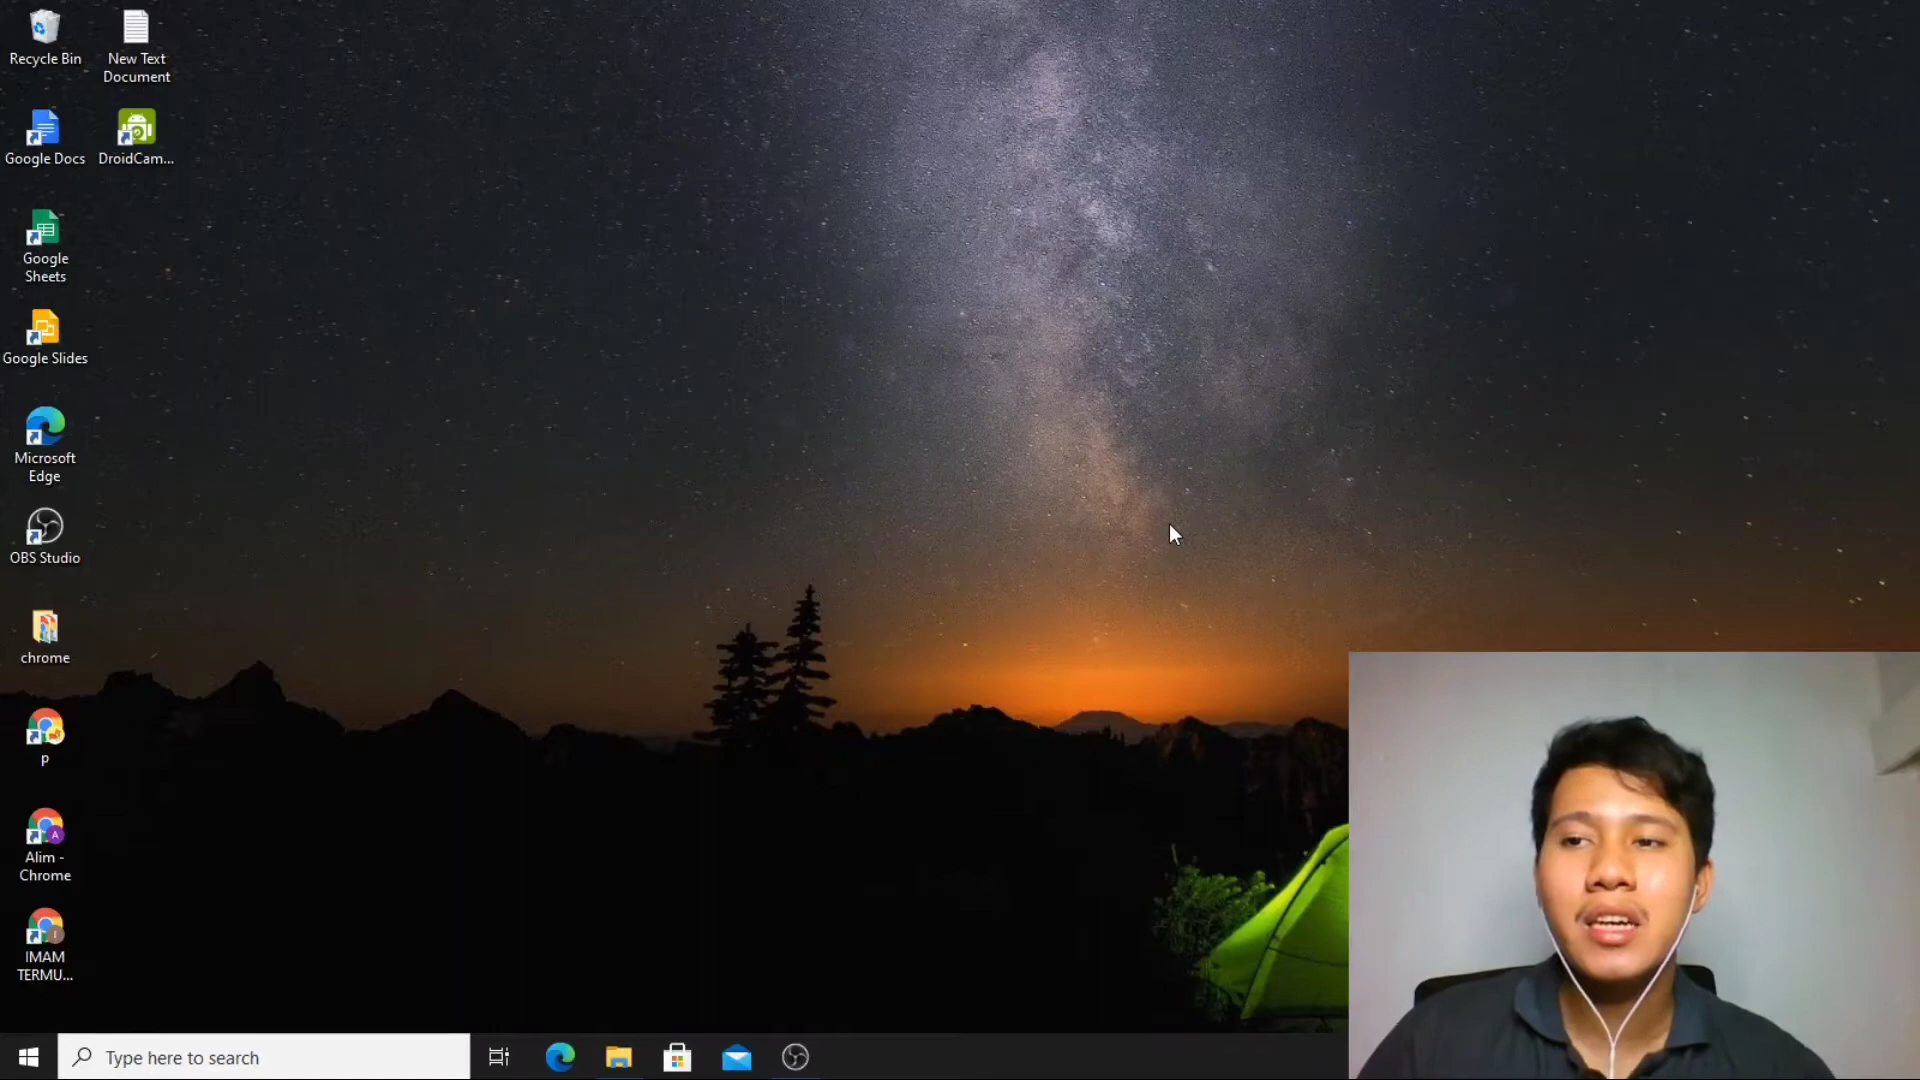 Recycle Bin
New Text
Document
Google Docs
DroidCam...
Google
Sheets
Google Slides
Microsoft
Edge
OBS Studio
chrome
p
A
Alim -
Chrome
I
IMAM
TERMU...
Type here to search